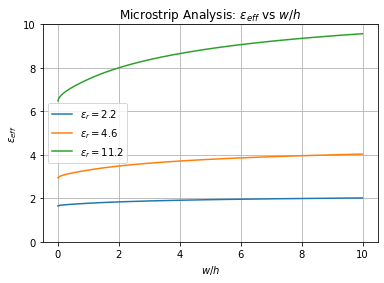 Microstrip Analysis: ε_eff vs w/h
10
8
6
4
2
0
ε_eff
ε_r = 2.2
ε_r = 4.6
ε_r = 11.2
0 2 4 6 8 10
w/h